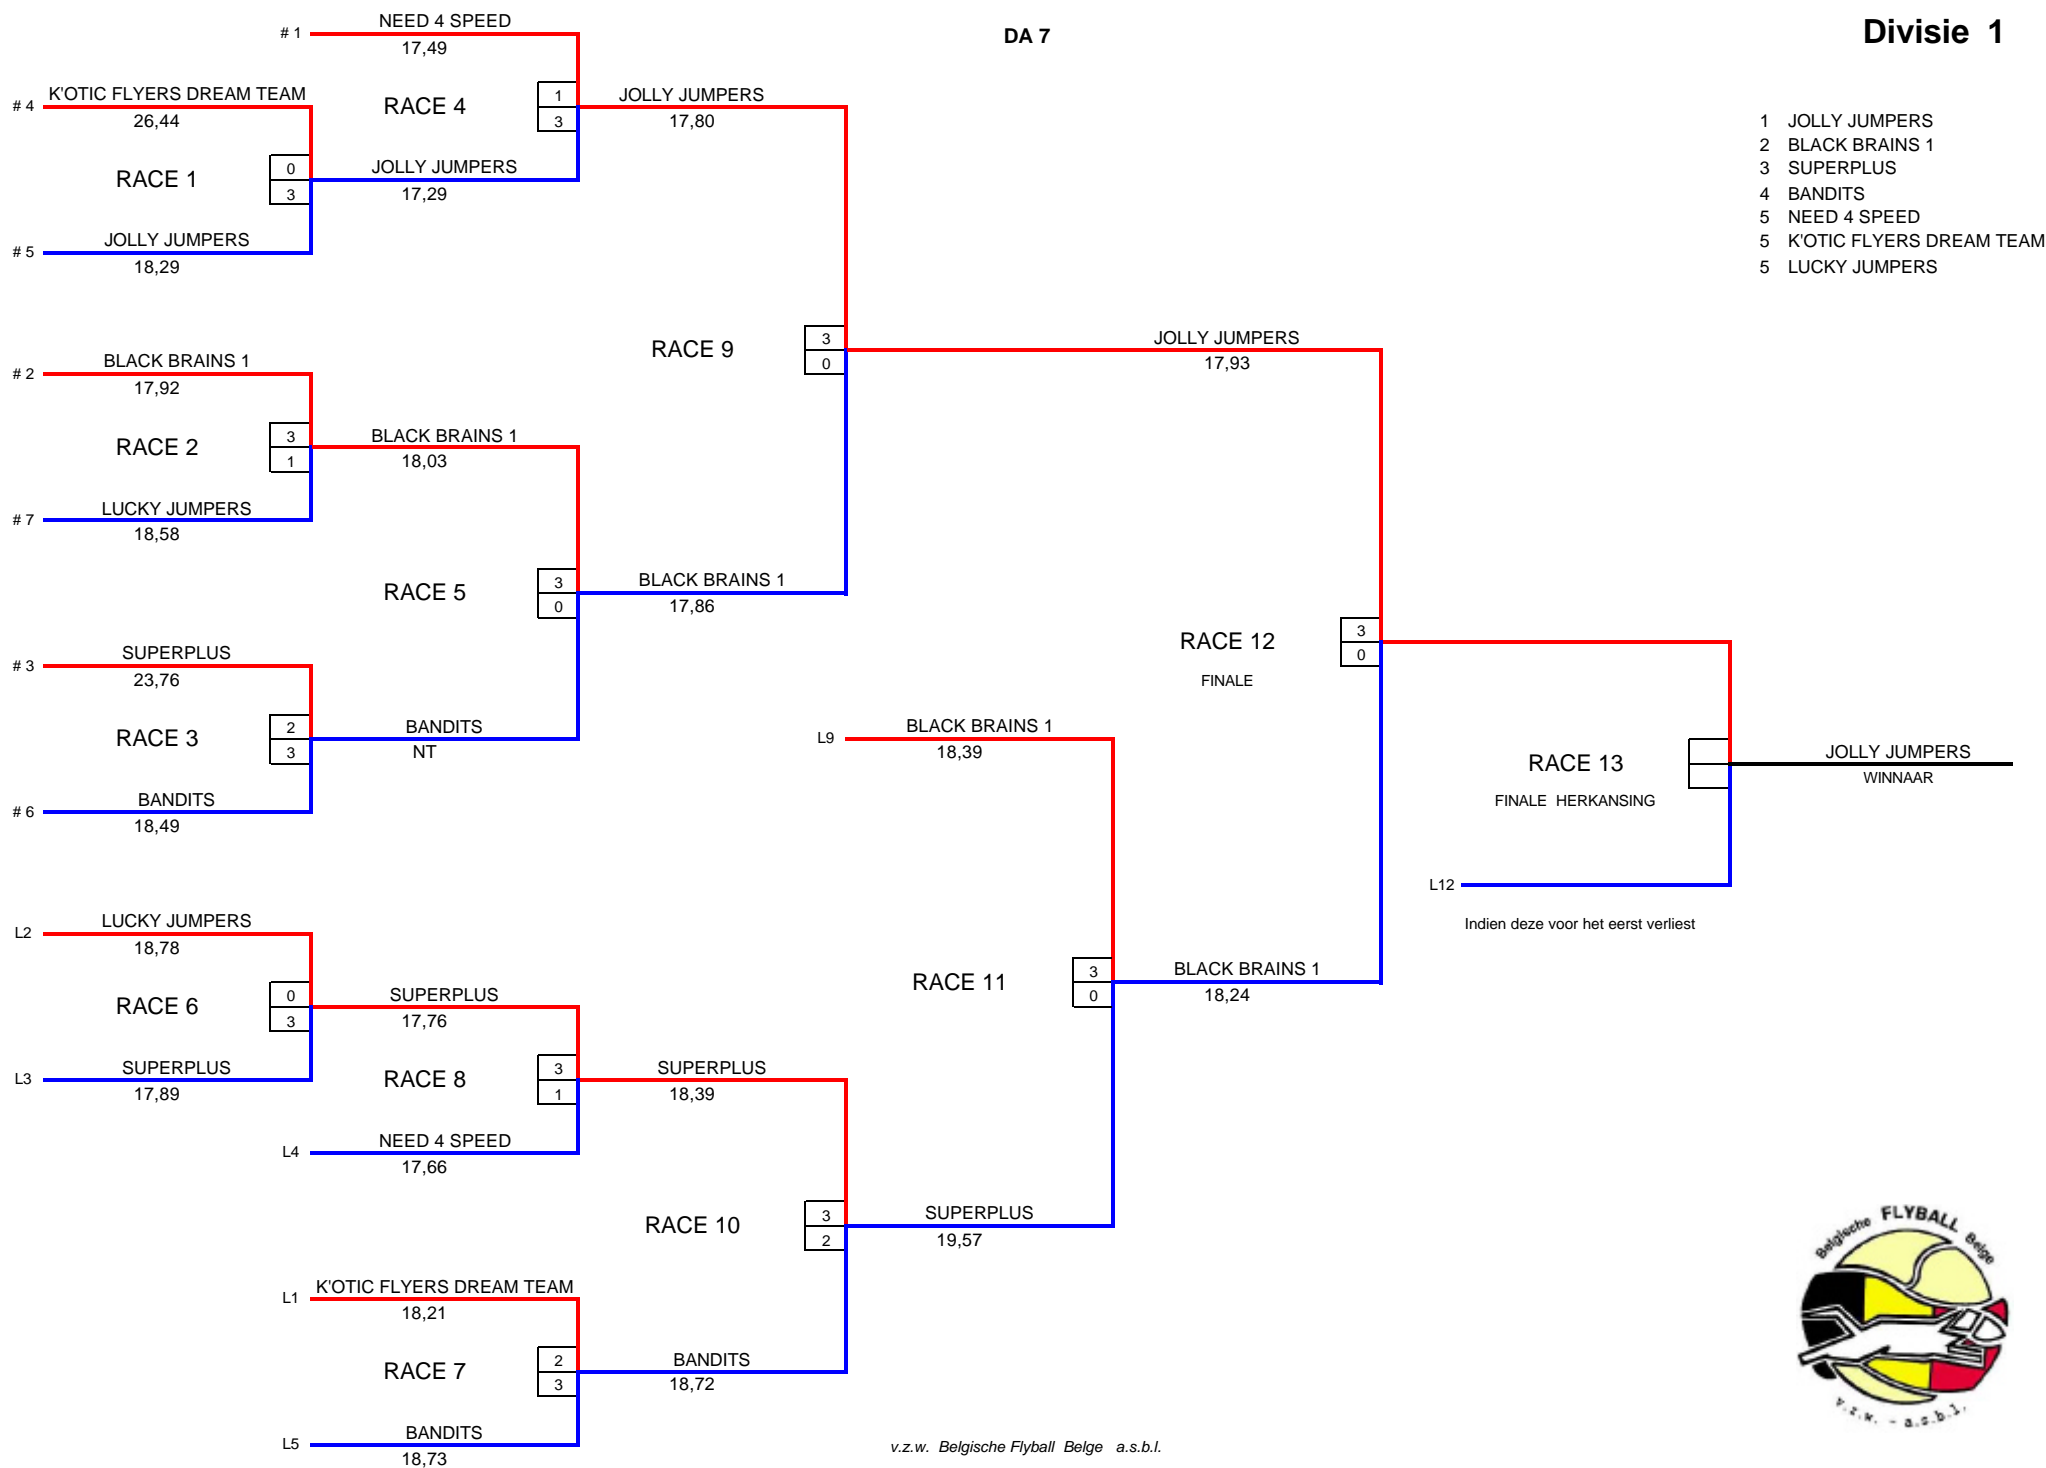 DA 7
Divisie 1
# 1
NEED 4 SPEED
17,49
# 4
K'OTIC FLYERS DREAM TEAM
26,44
RACE 4
1
3
JOLLY JUMPERS
17,80
RACE 1
0
3
JOLLY JUMPERS
17,29
# 5
JOLLY JUMPERS
18,29
1 JOLLY JUMPERS
2 BLACK BRAINS 1
3 SUPERPLUS
4 BANDITS
5 NEED 4 SPEED
5 K'OTIC FLYERS DREAM TEAM
5 LUCKY JUMPERS
RACE 9
3
0
JOLLY JUMPERS
17,93
# 2
BLACK BRAINS 1
17,92
RACE 2
3
1
BLACK BRAINS 1
18,03
# 7
LUCKY JUMPERS
18,58
RACE 5
3
0
BLACK BRAINS 1
17,86
# 3
SUPERPLUS
23,76
RACE 3
2
3
BANDITS
NT
# 6
BANDITS
18,49
RACE 12
FINALE
3
0
L9
BLACK BRAINS 1
18,39
RACE 13
FINALE HERKANSING
JOLLY JUMPERS
WINNAAR
L12
Indien deze voor het eerst verliest
L2
LUCKY JUMPERS
18,78
RACE 6
0
3
SUPERPLUS
17,76
L3
SUPERPLUS
17,89
RACE 8
3
1
SUPERPLUS
18,39
L4
NEED 4 SPEED
17,66
RACE 11
3
0
BLACK BRAINS 1
18,24
RACE 10
3
2
SUPERPLUS
19,57
L1
K'OTIC FLYERS DREAM TEAM
18,21
RACE 7
2
3
BANDITS
18,72
L5
BANDITS
18,73
v.z.w. Belgische Flyball Belge a.s.b.l.
Belgische FLYBALL Belge
v.z.w. - a.s.b.l.